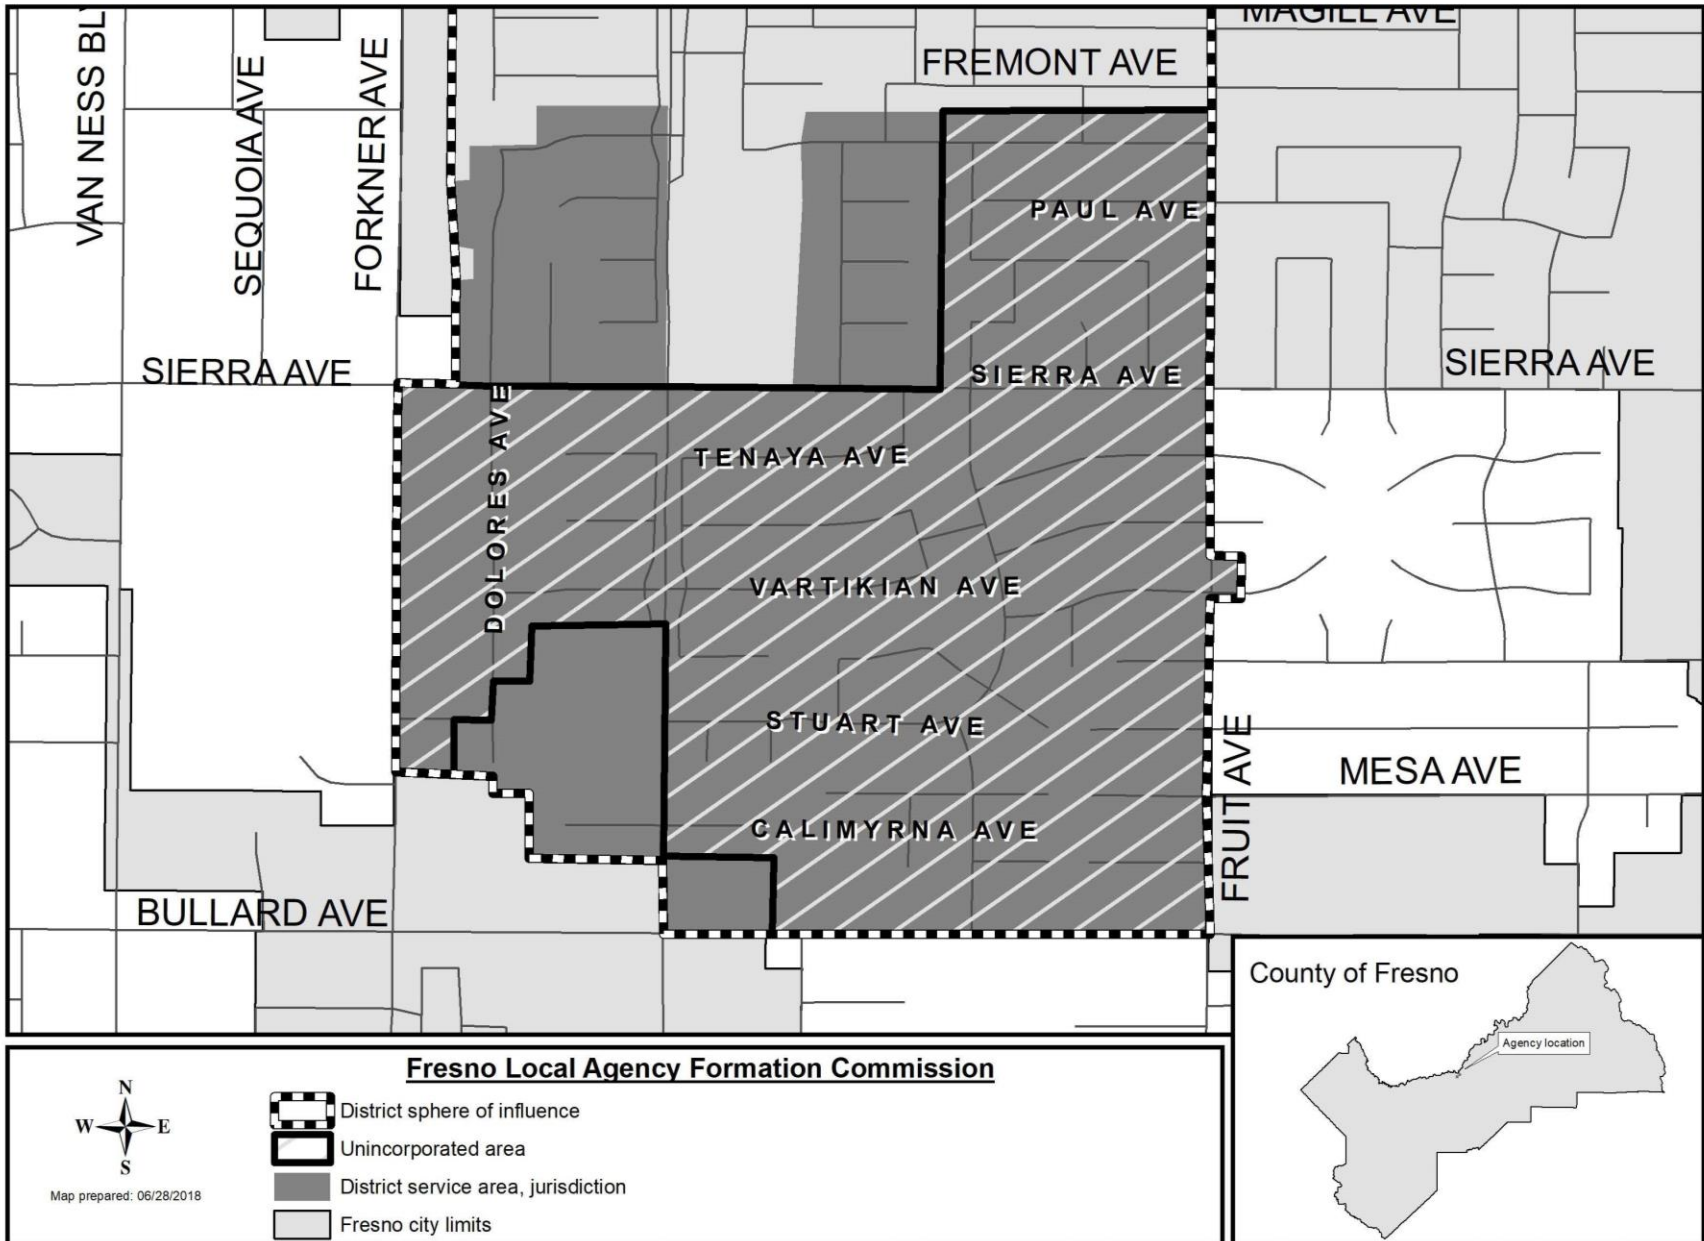 MAGILL AVE
FREMONT AVE
VAN NESS BLV
SEQUOIA AVE
FORKNER AVE
PAUL AVE
SIERRA AVE
SIERRA AVE
SIERRA AVE
DOLORES AVE
TENAYA AVE
VARTIKIAN AVE
STUART AVE
FRUIT AVE
MESA AVE
CALIMYRNA AVE
BULLARD AVE
County of Fresno
Agency location
Fresno Local Agency Formation Commission
N
W E
S
Map prepared: 06/28/2018
District sphere of influence
Unincorporated area
District service area, jurisdiction
Fresno city limits